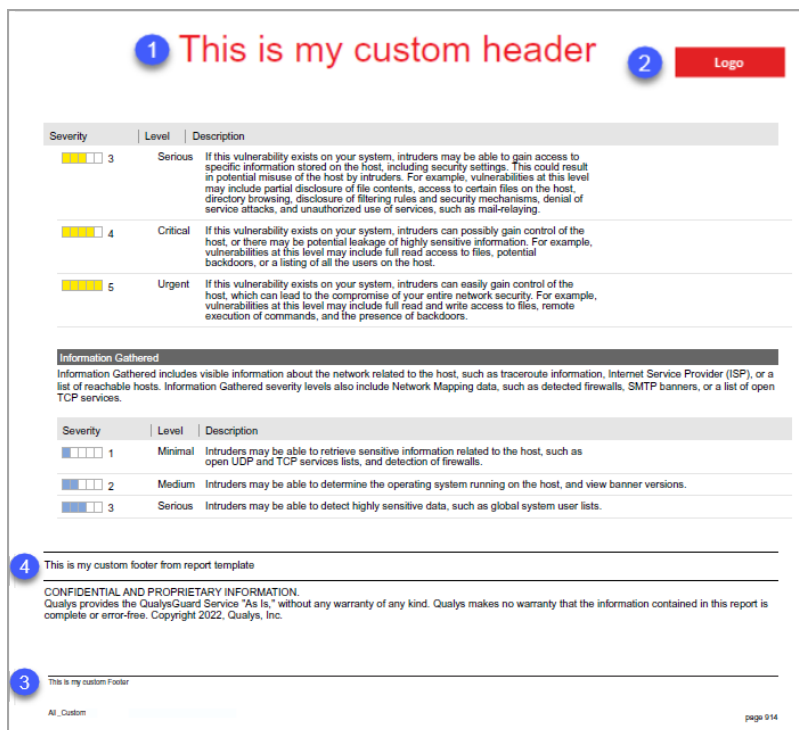 1 This is my custom header
2 Logo
Severity Level Description
3 Serious If this vulnerability exists on your system, intruders may be able to gain access to
specific information stored on the host, including security settings. This could result
in potential misuse of the host by intruders. For example, vulnerabilities at this level
may include partial disclosure of file contents, access to certain files on the host,
directory browsing, disclosure of filtering rules and security mechanisms, denial of
service attacks, and unauthorized use of services, such as mail-relaying.
4 Critical If this vulnerability exists on your system, intruders can possibly gain control of the
host, or there may be potential leakage of highly sensitive information. For example,
vulnerabilities at this level may include full read access to files, potential
backdoors, or a listing of all the users on the host.
5 Urgent If this vulnerability exists on your system, intruders can easily gain control of the
host, which can lead to the compromise of your entire network security. For example,
vulnerabilities at this level may include full read and write access to files, remote
execution of commands, and the presence of backdoors.
Information Gathered
Information Gathered includes visible information about the network related to the host, such as traceroute information, Internet Service Provider (ISP), or a
list of reachable hosts. Information Gathered severity levels also include Network Mapping data, such as detected firewalls, SMTP banners, or a list of open
TCP services.
Severity Level Description
1 Minimal Intruders may be able to retrieve sensitive information related to the host, such as
open UDP and TCP services lists, and detection of firewalls.
2 Medium Intruders may be able to determine the operating system running on the host, and view banner versions.
3 Serious Intruders may be able to detect highly sensitive data, such as global system user lists.
4 This is my custom footer from report template
CONFIDENTIAL AND PROPRIETARY INFORMATION.
Qualys provides the QualysGuard Service "As Is," without any warranty of any kind. Qualys makes no warranty that the information contained in this report is
complete or error-free. Copyright 2022, Qualys, Inc.
3 This is my custom Footer
All_Custom page 914